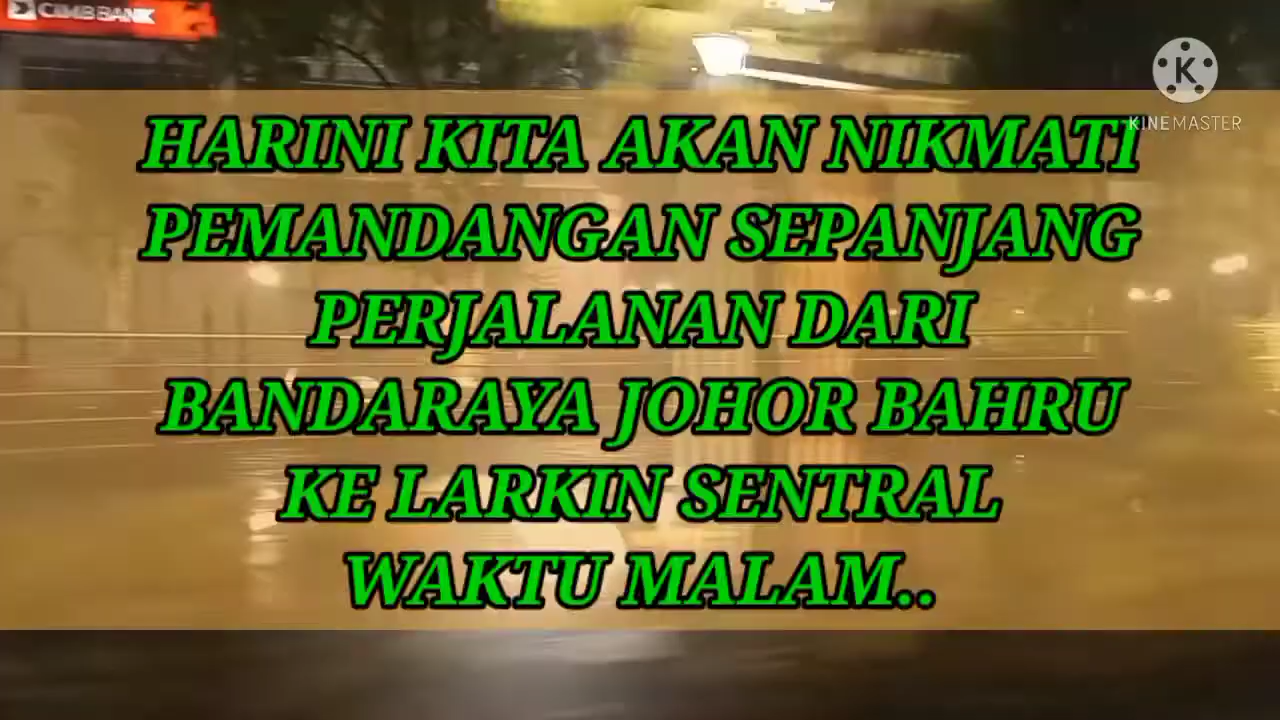 CIMB BANK
K
KINEMASTER
HARINI KITA AKAN NIKMATI
PEMANDANGAN SEPANJANG
PERJALANAN DARI
BANDARAYA JOHOR BAHRU
KE LARKIN SENTRAL
WAKTU MALAM..